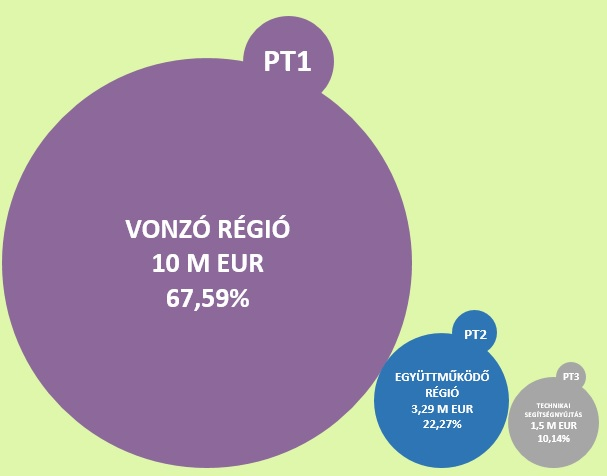 PT1
VONZÓ RÉGIÓ
10 M EUR
67,59%
PT2
EGYÜTTMŰKÖDŐ
RÉGIÓ
3,29 M EUR
22,27%
PT3
TECHNIKAI
SEGÍTSÉGNYÚJTÁS
1,5 M EUR
10,14%